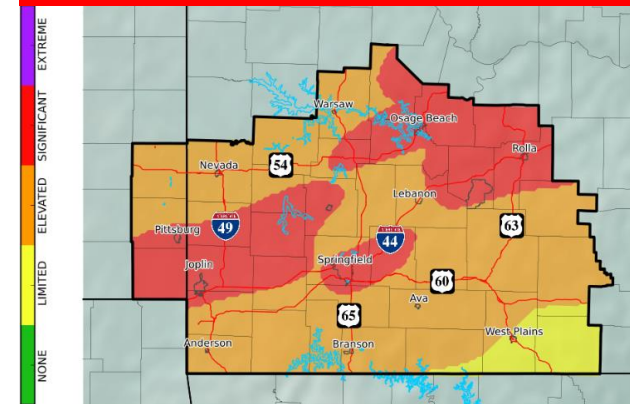 EXTREME
SIGNIFICANT
ELEVATED
LIMITED
NONE
Warsaw
Osage Beach
Rolla
54
Nevada
Lebanon
49
63
Pittsburg
44
Joplin
Springfield
60
Ava
65
West Plains
Anderson
Branson